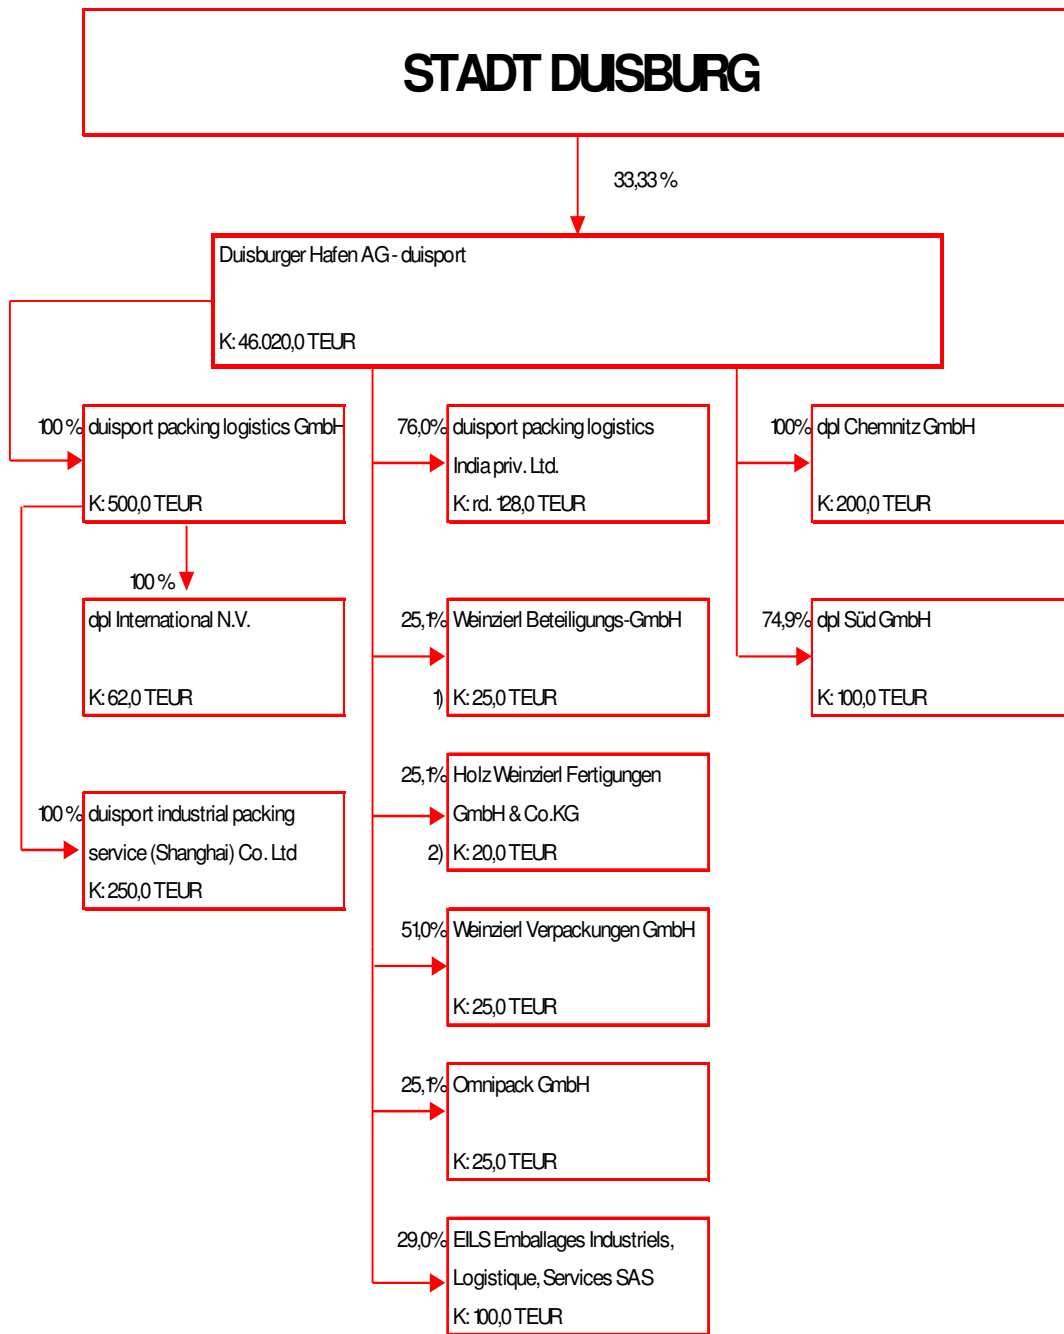 STADT DUISBURG
33,33 %
Duisburger Hafen AG - duisport
K: 46.020,0 TEUR
100 % duisport packing logistics GmbH
K: 500,0 TEUR
76,0% duisport packing logistics
India priv. Ltd.
K: rd. 128,0 TEUR
100% dpl Chemnitz GmbH
K: 200,0 TEUR
100 %
dpl International N.V.
K: 62,0 TEUR
25,1% Weinzierl Beteiligungs-GmbH
1) K: 25,0 TEUR
74,9% dpl Süd GmbH
K: 100,0 TEUR
100 % duisport industrial packing
service (Shanghai) Co. Ltd
K: 250,0 TEUR
25,1% Holz Weinzierl Fertigungen
GmbH & Co.KG
2) K: 20,0 TEUR
51,0% Weinzierl Verpackungen GmbH
K: 25,0 TEUR
25,1% Omnipack GmbH
K: 25,0 TEUR
29,0% EILS Emballages Industriels,
Logistique, Services SAS
K: 100,0 TEUR